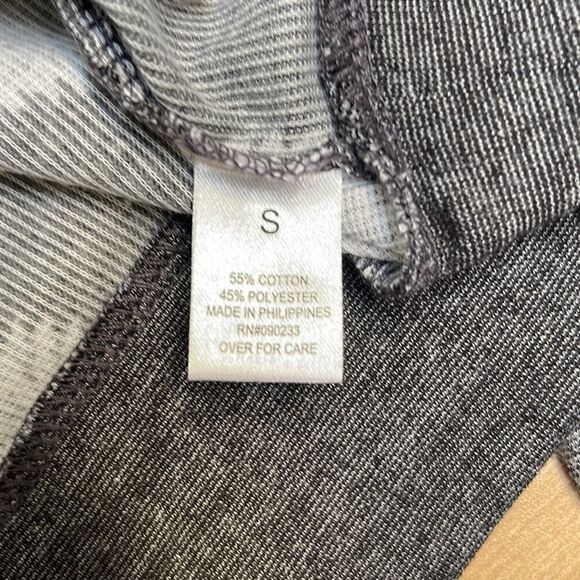 S
55% COTTON
45% POLYESTER
MADE IN PHILIPPINES
RN#090233
OVER FOR CARE